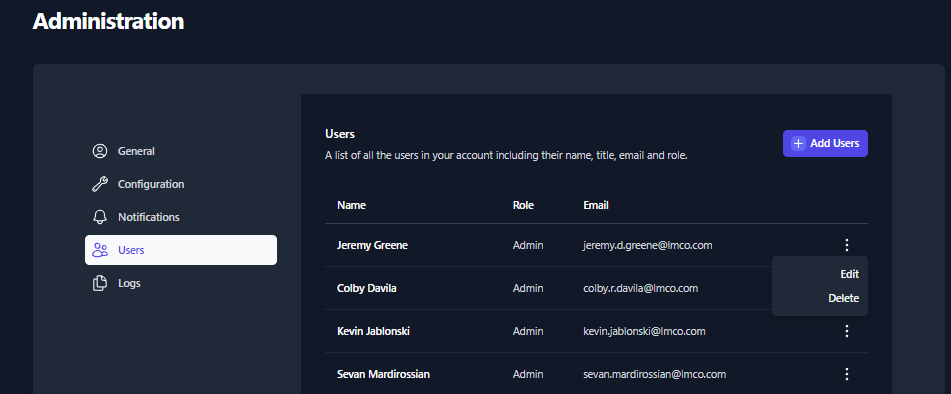 Administration
General
Configuration
Notifications
Users
Logs
Users
A list of all the users in your account including their name, title, email and role.
Add Users
Name Role Email
Jeremy Greene Admin jeremy.d.greene@lmco.com
Edit
Colby Davila Admin colby.r.davila@lmco.com
Delete
Kevin Jablonski Admin kevin.jablonski@lmco.com
Sevan Mardirossian Admin sevan.mardirossian@lmco.com